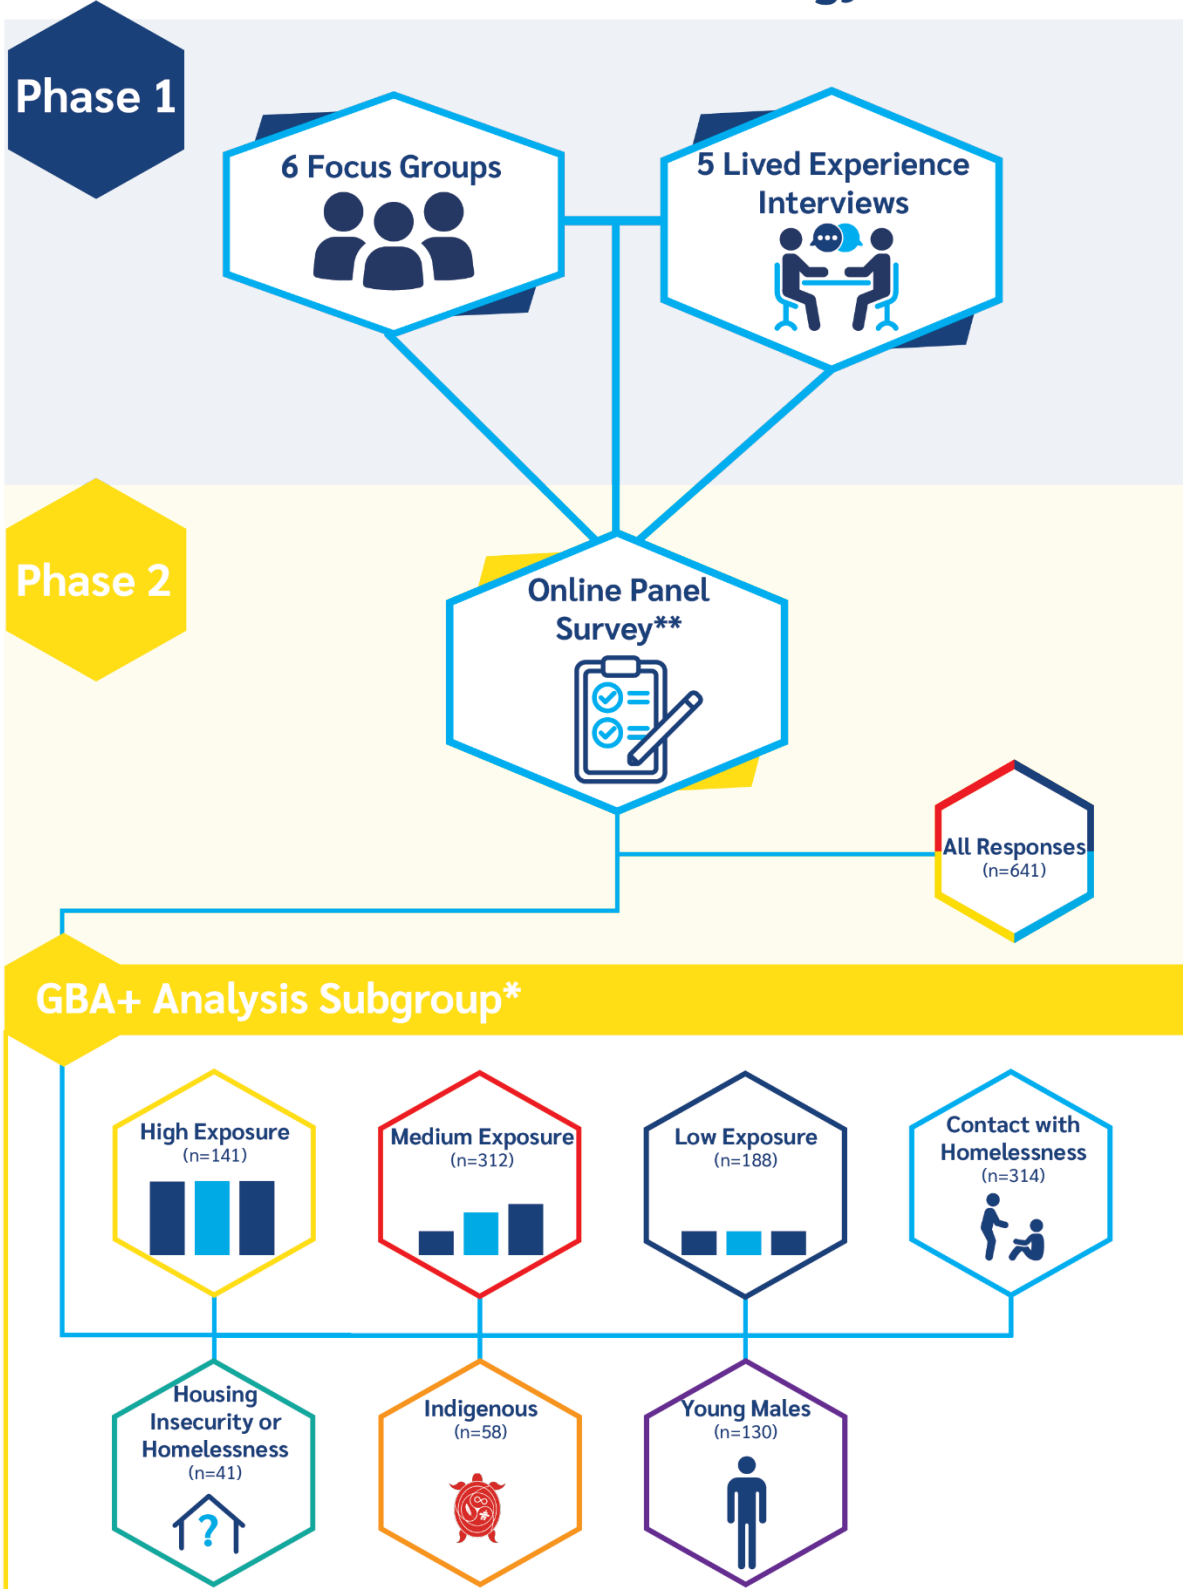 Phase 1
6 Focus Groups
5 Lived Experience
Interviews
Phase 2
Online Panel
Survey**
All Responses
(n=641)
GBA+ Analysis Subgroup*
High Exposure
(n=141)
Medium Exposure
(n=312)
Low Exposure
(n=188)
Contact with
Homelessness
(n=314)
Housing
Insecurity or
Homelessness
(n=41)
?
Indigenous
(n=58)
Young Males
(n=130)